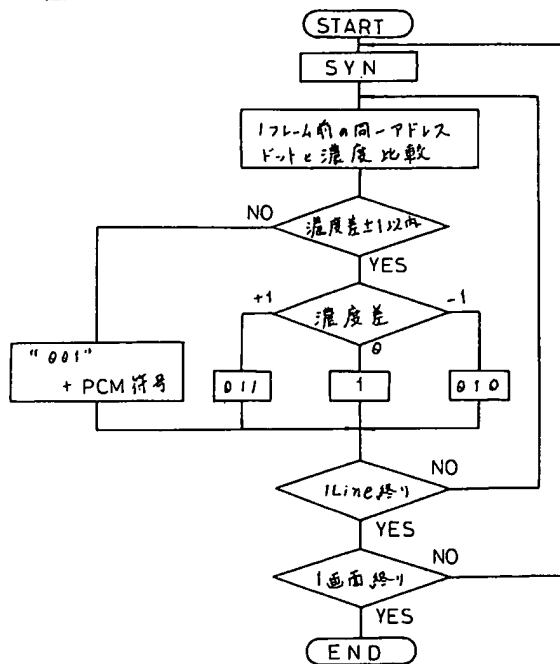 START
SYN
1フレーム前の同一アドレス
ドットと濃度比較
NO
濃度差±1以内
YES
+1
濃度差
-1
0
"001"
+ PCM符号
011
1
010
1Line終り
NO
YES
1画面終り
NO
YES
END